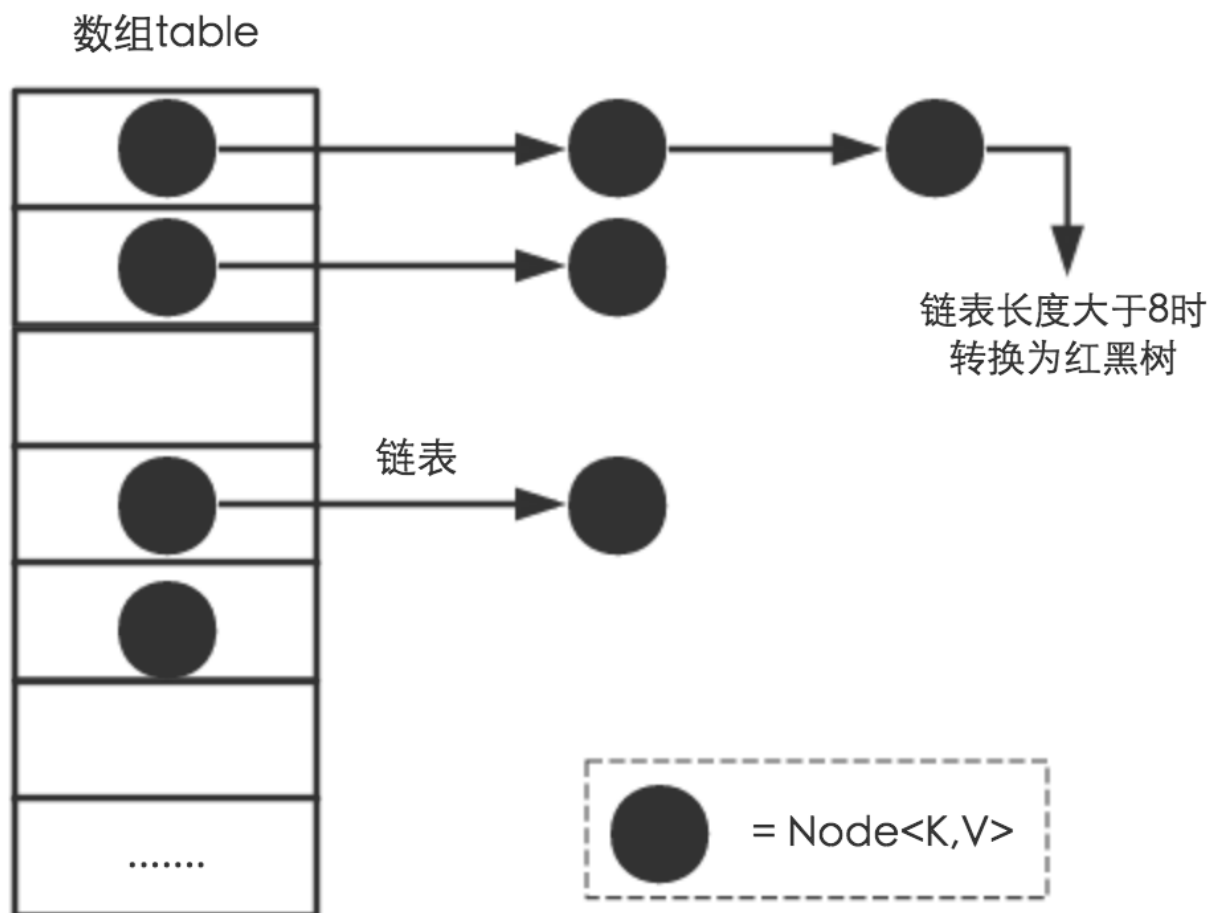 数组table
链表长度大于8时
转换为红黑树
链表
= Node<K,V>
.......